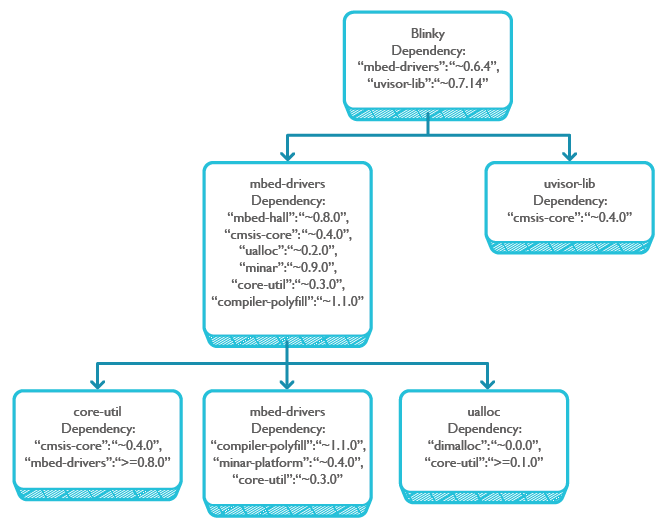 Blinky
Dependency:
“mbed-drivers”:“~0.6.4”,
“uvisor-lib”:“~0.7.14”
mbed-drivers
Dependency:
“mbed-hall”:“~0.8.0”,
“cmsis-core”:“~0.4.0”,
“ualloc”:“~0.2.0”,
“minar”:“~0.9.0”,
“core-util”:“~0.3.0”,
“compiler-polyfill”:“~1.1.0”
uvisor-lib
Dependency:
“cmsis-core”:“~0.4.0”
core-util
Dependency:
“cmsis-core”:“~0.4.0”,
“mbed-drivers”:“>=0.8.0”
mbed-drivers
Dependency:
“compiler-polyfill”:“~1.1.0”,
“minar-platform”:“~0.4.0”,
“core-util”:“~0.3.0”
ualloc
Dependency:
“dimalloc”:“~0.0.0”,
“core-util”:“>=0.1.0”